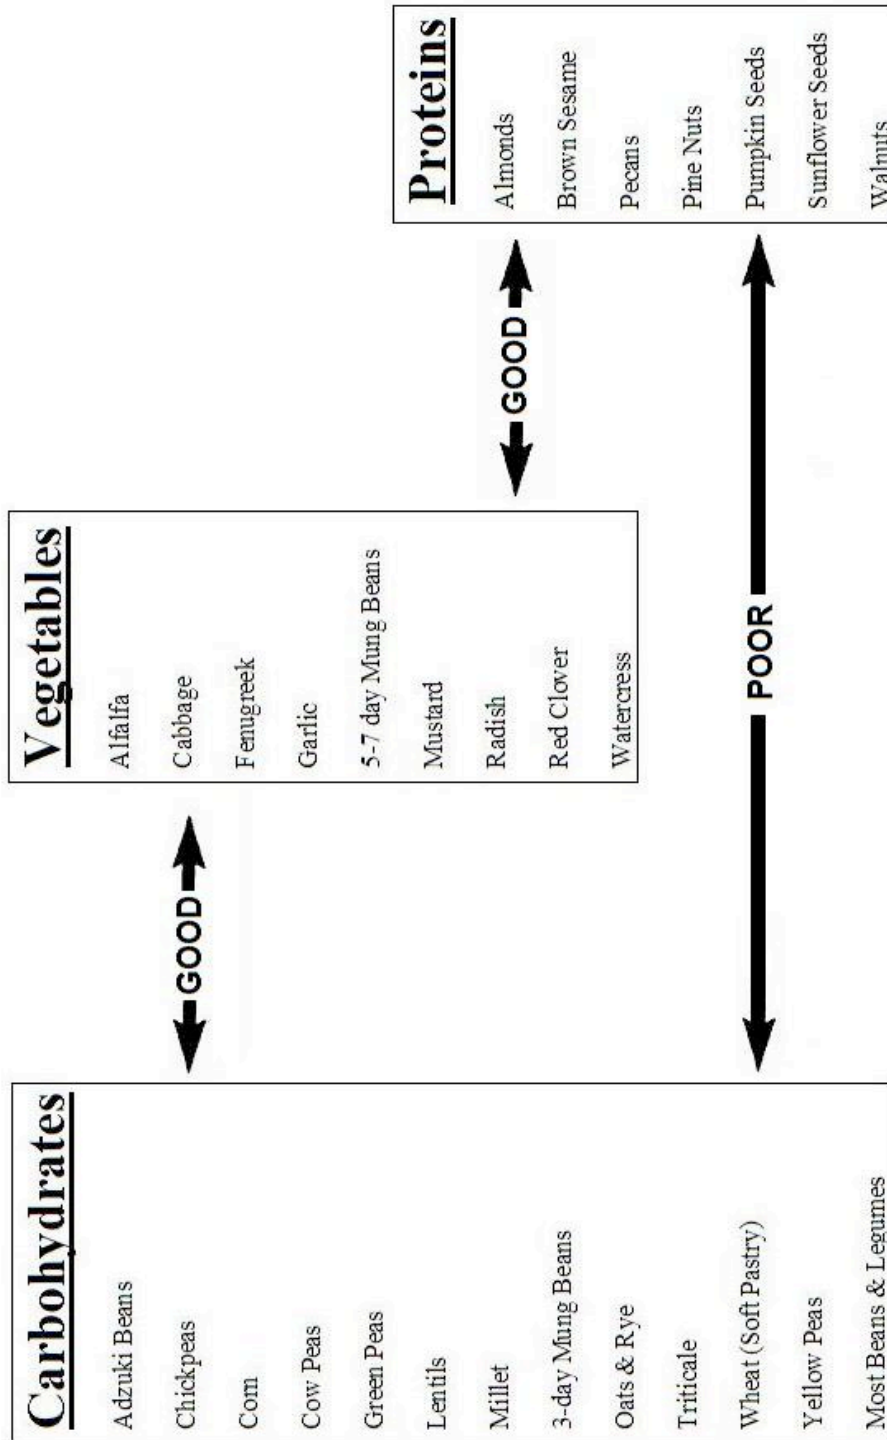 Carbohydrates
Adzuki Beans
Chickpeas
Corn
Cow Peas
Green Peas
Lentils
Millet
3-day Mung Beans
Oats & Rye
Triticale
Wheat (Soft Pastry)
Yellow Peas
Most Beans & Legumes
GOOD
Vegetables
Alfalfa
Cabbage
Fenugreek
Garlic
5-7 day Mung Beans
Mustard
Radish
Red Clover
Watercress
GOOD
POOR
Proteins
Almonds
Brown Sesame
Pecans
Pine Nuts
Pumpkin Seeds
Sunflower Seeds
Walnuts